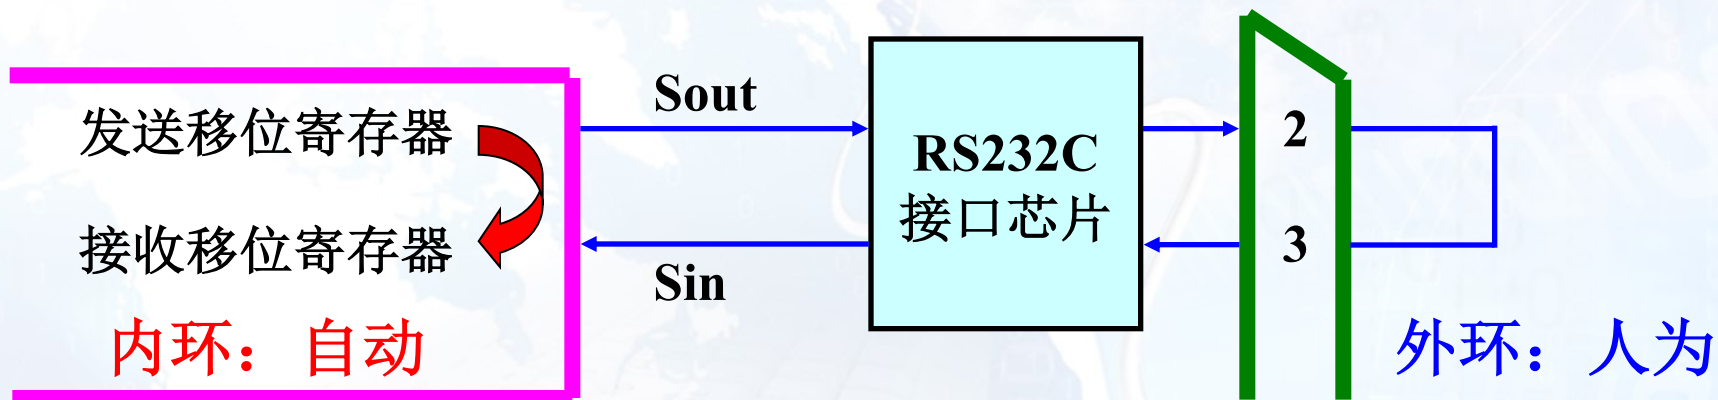 Sout
发送移位寄存器
RS232C
接口芯片
2
接收移位寄存器
3
Sin
内环：自动
外环：人为